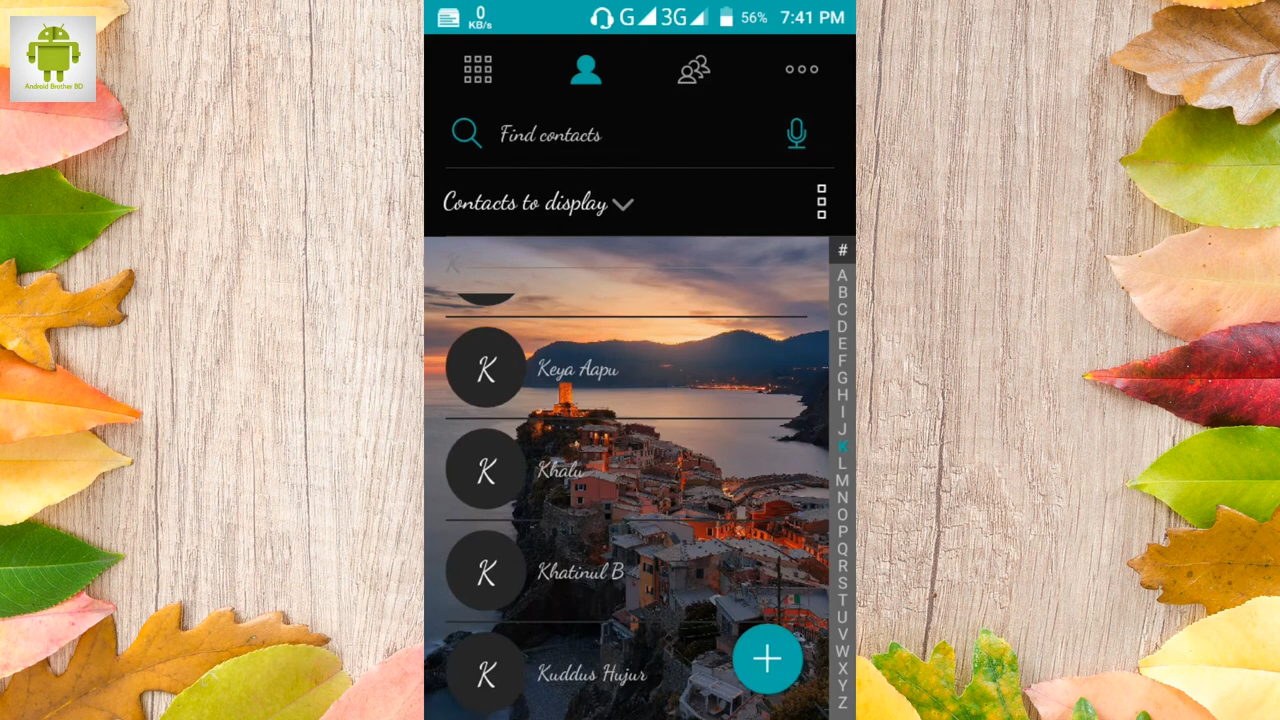 Android Brother BD
0
KB/s
G 3G 56% 7:41 PM
Find contacts
Contacts to display
K
#
A
B
C
D
E
F
G
H
I
J
K
L
M
N
O
P
Q
R
S
T
U
V
W
X
Y
Z
K Keya Aapu
K Khalu
K Khatinul B
K Kuddus Hujur